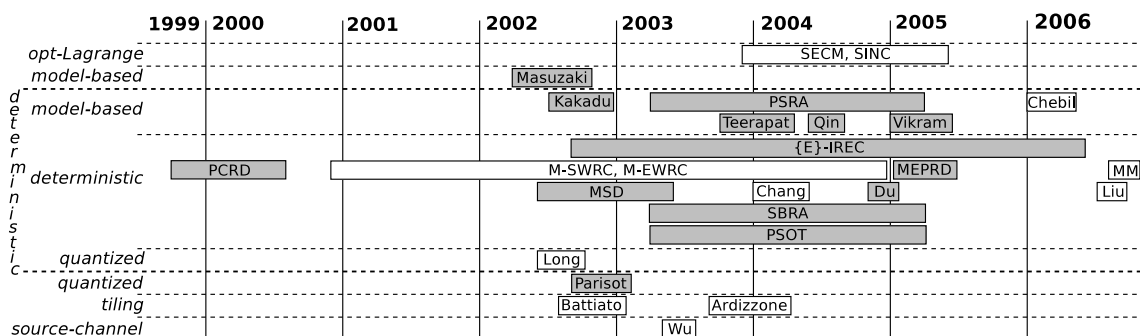 1999 2000 2001 2002 2003 2004 2005 2006
opt-Lagrange SECM, SINC
model-based Masuzaki
deterministic
model-based Kakadu PSRA Chebil
Teerapat Qin Vikram
{E}-IREC
deterministic PCRD M-SWRC, M-EWRC MEPRD MM
MSD Chang Du Liu
SBRA
PSOT
quantized Long
quantized Parisot
tiling Battiato Ardizzone
source-channel Wu